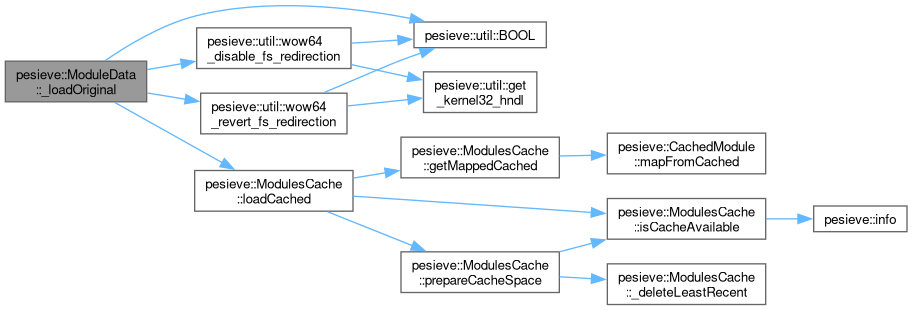 pesieve::ModuleData
::_loadOriginal
pesieve::util::BOOL
pesieve::util::wow64
_disable_fs_redirection
pesieve::util::get
_kernel32_hndl
pesieve::util::wow64
_revert_fs_redirection
pesieve::ModulesCache
::loadCached
pesieve::ModulesCache
::getMappedCached
pesieve::CachedModule
::mapFromCached
pesieve::ModulesCache
::isCacheAvailable
pesieve::info
pesieve::ModulesCache
::prepareCacheSpace
pesieve::ModulesCache
::_deleteLeastRecent